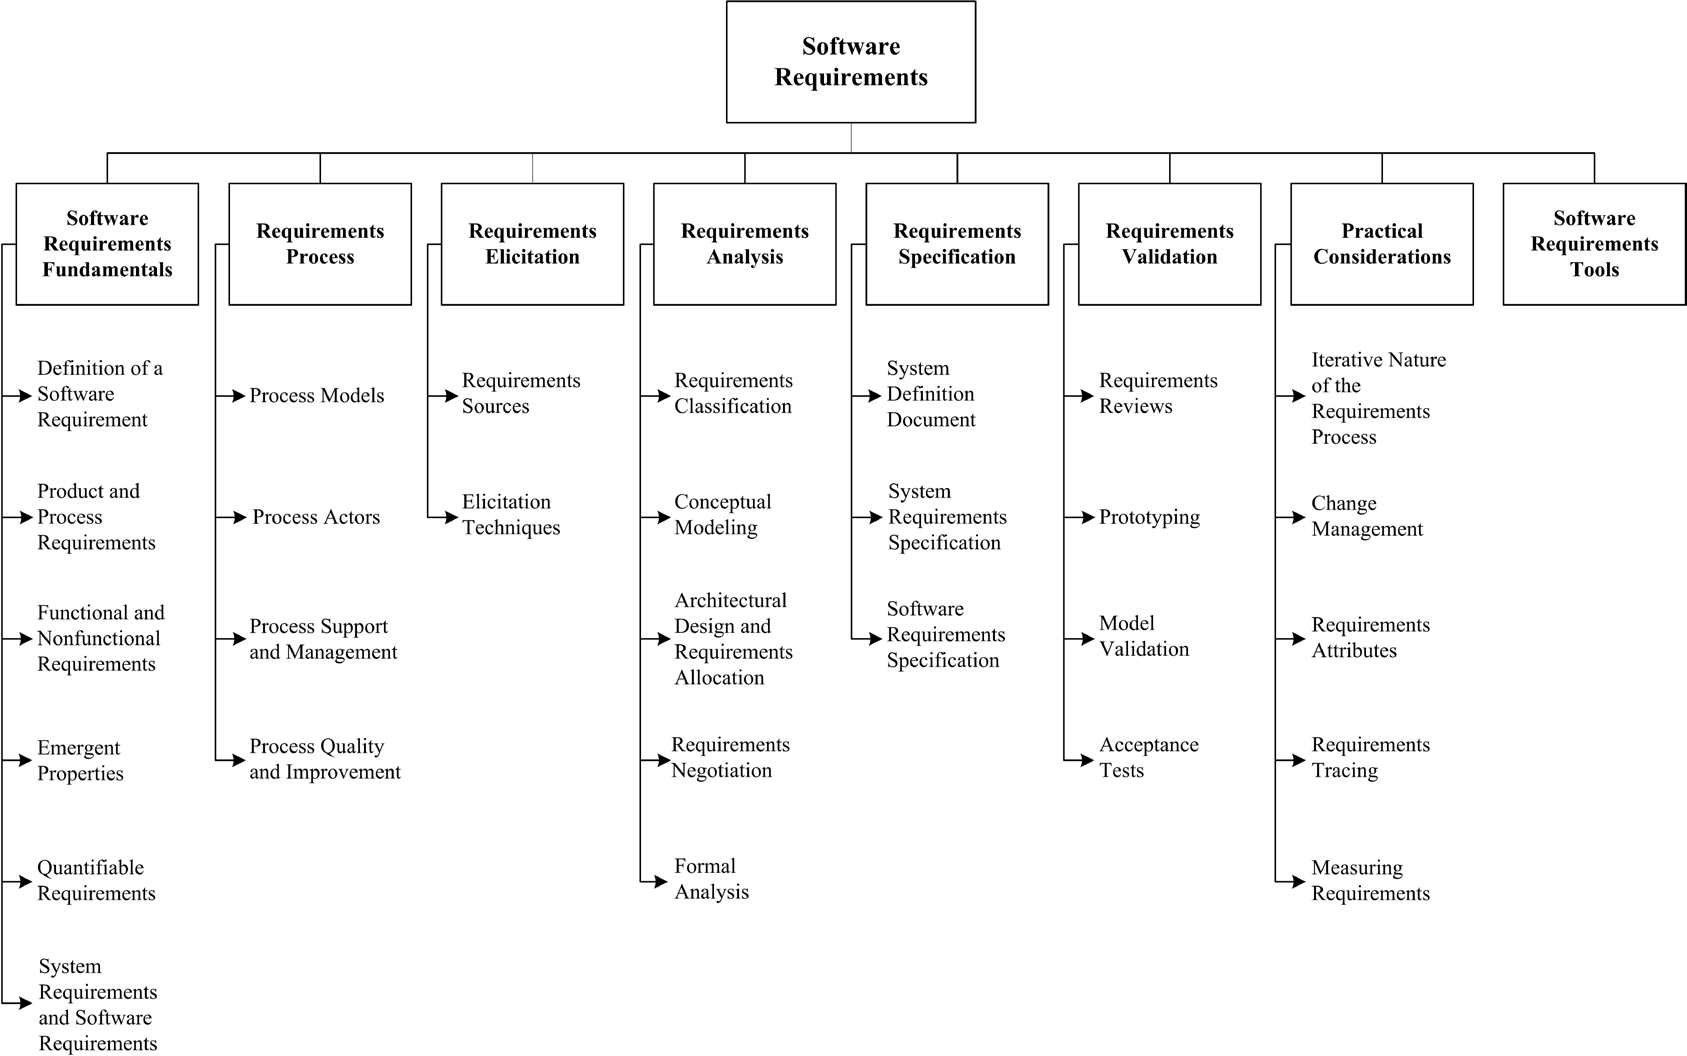 Software
Requirements
Software
Requirements
Fundamentals
Requirements
Process
Requirements
Elicitation
Requirements
Analysis
Requirements
Specification
Requirements
Validation
Practical
Considerations
Software
Requirements
Tools
Definition of a
Software
Requirement
Product and
Process
Requirements
Functional and
Nonfunctional
Requirements
Emergent
Properties
Quantifiable
Requirements
System
Requirements
and Software
Requirements
Process Models
Process Actors
Process Support
and Management
Process Quality
and Improvement
Requirements
Sources
Elicitation
Techniques
Requirements
Classification
Conceptual
Modeling
Architectural
Design and
Requirements
Allocation
Requirements
Negotiation
Formal
Analysis
System
Definition
Document
System
Requirements
Specification
Software
Requirements
Specification
Requirements
Reviews
Prototyping
Model
Validation
Acceptance
Tests
Iterative Nature
of the
Requirements
Process
Change
Management
Requirements
Attributes
Requirements
Tracing
Measuring
Requirements